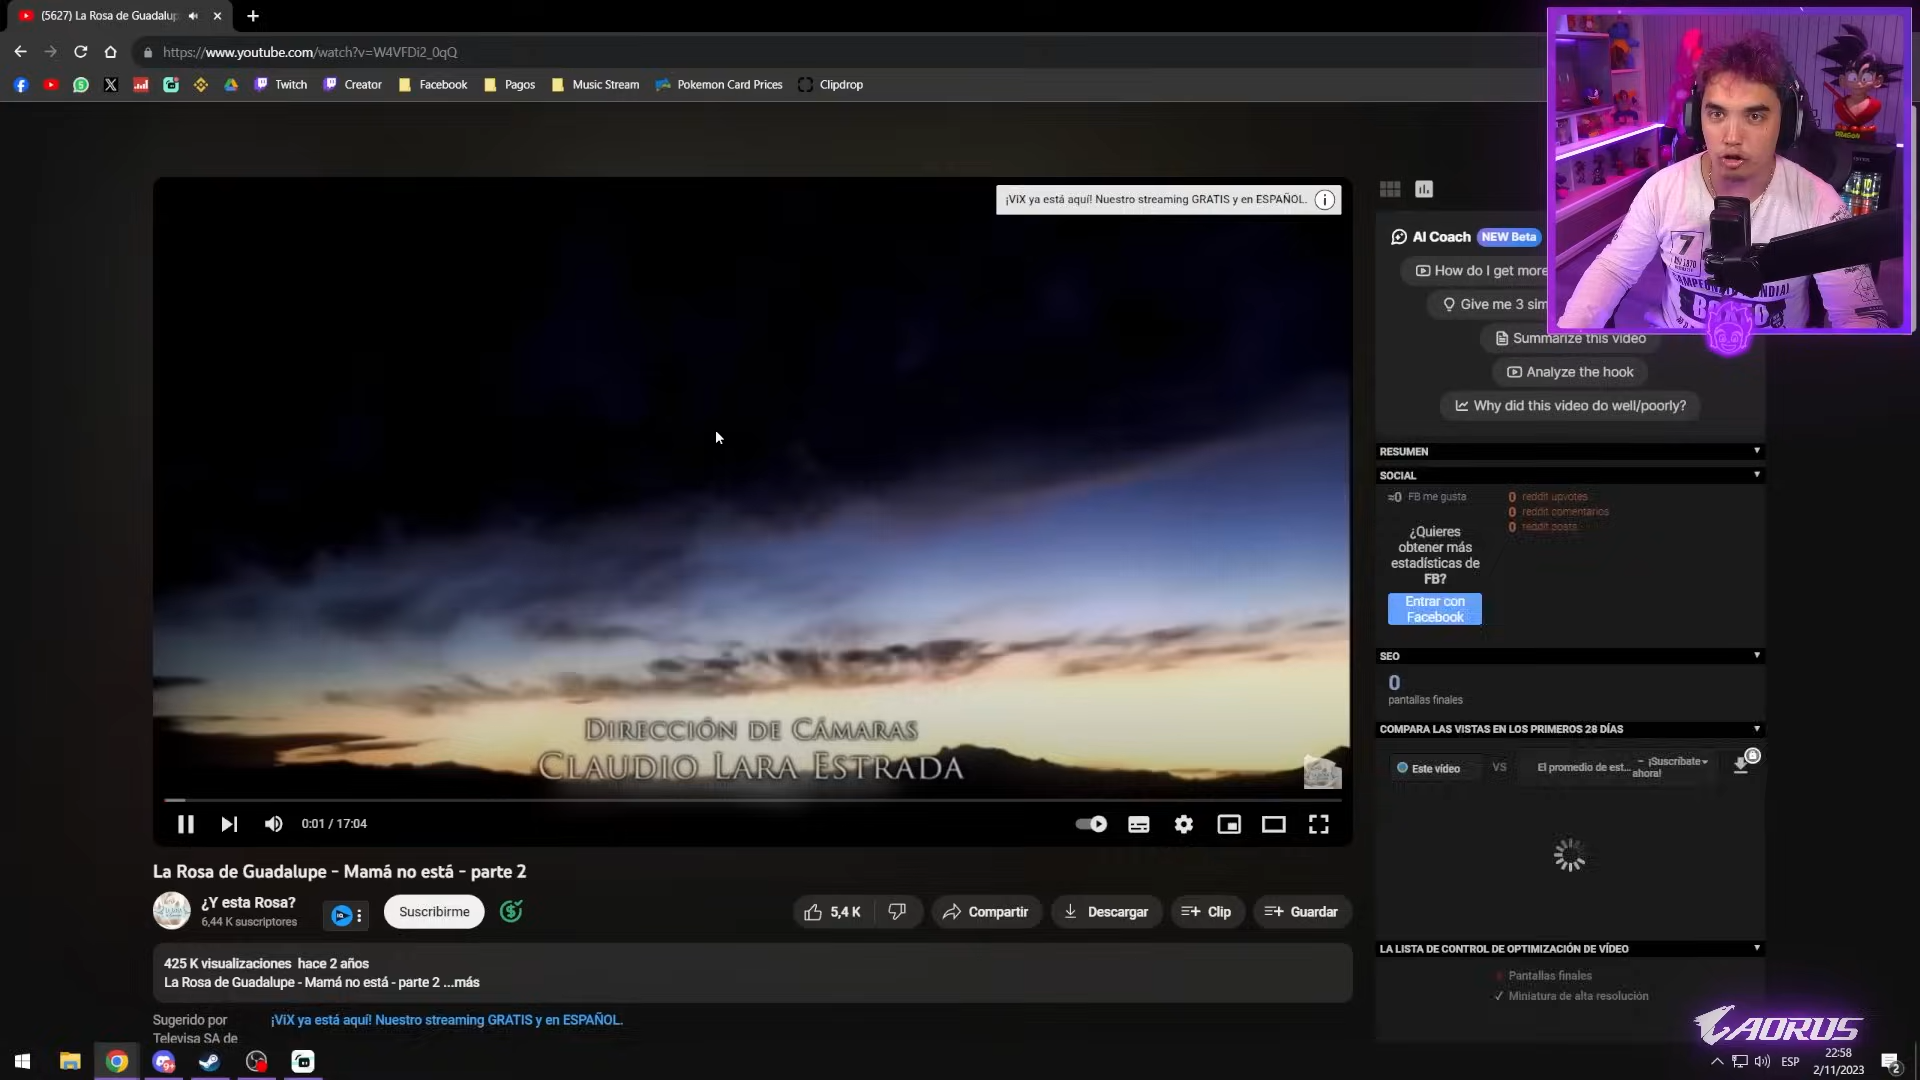 (5627) La Rosa de Guadalup
https://www.youtube.com/watch?v=W4VFDi2_0qQ
Twitch
Creator
Facebook
Pagos
Music Stream
Pokemon Card Prices
Clipdrop
¡ViX ya está aquí! Nuestro streaming GRATIS y en ESPAÑOL.
DIRECCIÓN DE CÁMARAS
CLAUDIO LARA ESTRADA
0:01 / 17:04
La Rosa de Guadalupe - Mamá no está - parte 2
¿Y esta Rosa?
6,44 K suscriptores
Suscribirme
5,4 K
Compartir
Descargar
Clip
Guardar
425 K visualizaciones hace 2 años
La Rosa de Guadalupe - Mamá no está - parte 2 ...más
Sugerido por
Televisa SA de
¡ViX ya está aquí! Nuestro streaming GRATIS y en ESPAÑOL.
AI Coach NEW Beta
How do I get more
Give me 3 sim
Summarize this video
Analyze the hook
Why did this video do well/poorly?
RESUMEN
SOCIAL
≈0 FB me gusta
0 reddit upvotes
0 reddit comentarios
0 reddit posts
¿Quieres
obtener más
estadísticas de
FB?
Entrar con
Facebook
SEO
0
pantallas finales
COMPARA LAS VISTAS EN LOS PRIMEROS 28 DÍAS
Este vídeo
VS
El promedio de est...
- ¡Suscríbate
ahora!
LA LISTA DE CONTROL DE OPTIMIZACIÓN DE VÍDEO
Pantallas finales
Miniatura de alta resolución
AORUS
ESP
22:58
2/11/2023
2
7